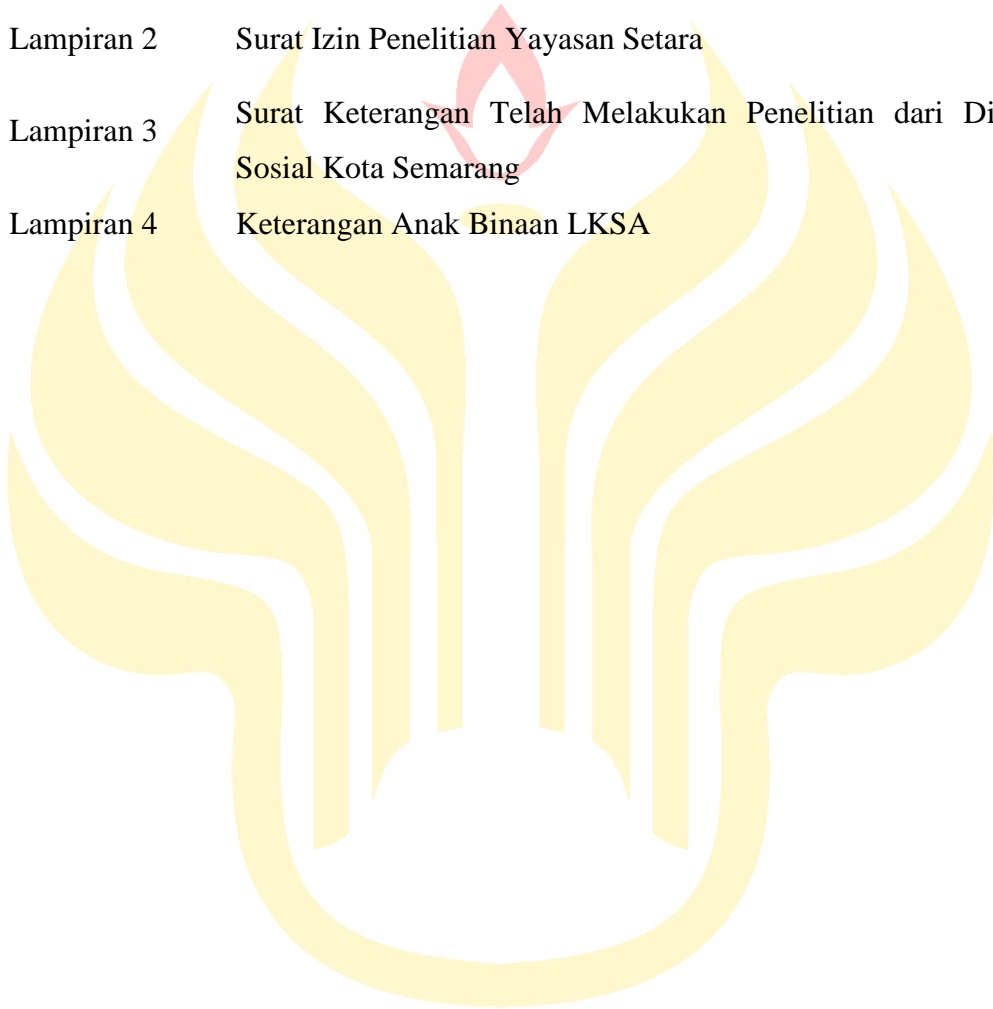 Lampiran 2 Surat Izin Penelitian Yayasan Setara
Lampiran 3 Surat Keterangan Telah Melakukan Penelitian dari Di
Sosial Kota Semarang
Lampiran 4 Keterangan Anak Binaan LKSA